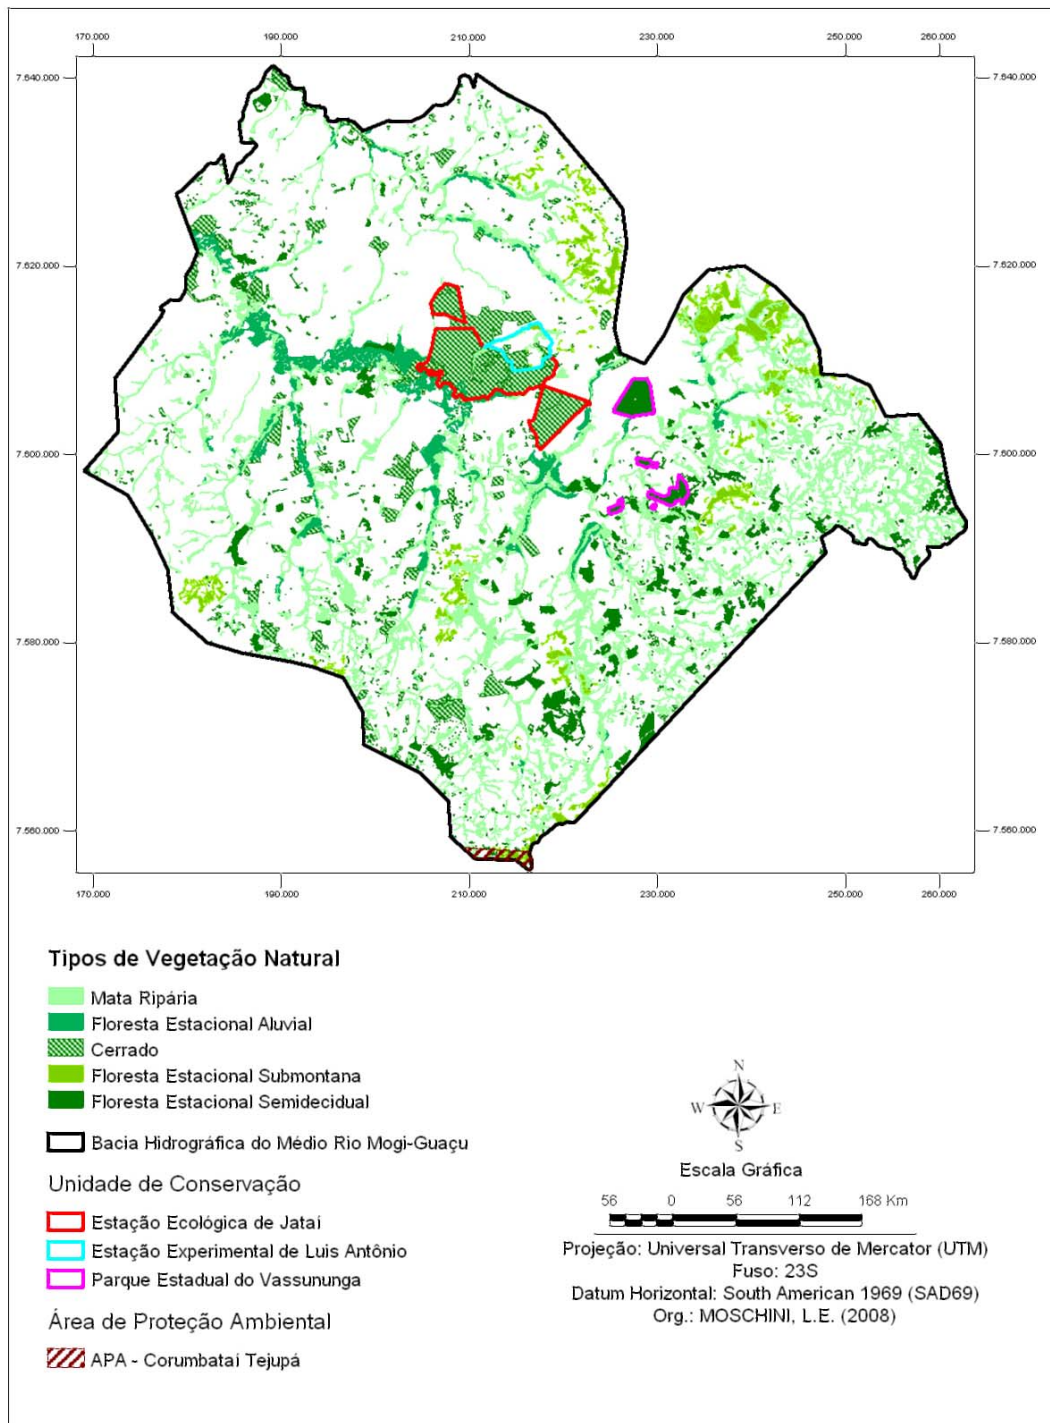 170.000 190.000 210.000 230.000 250.000 260.000
7.640.000 7.640.000
7.620.000 7.620.000
7.600.000 7.600.000
7.580.000 7.580.000
7.560.000 7.560.000
170.000 190.000 210.000 230.000 250.000 260.000
Tipos de Vegetação Natural
Mata Ripária
Floresta Estacional Aluvial
Cerrado
Floresta Estacional Submontana
Floresta Estacional Semidecidual
Bacia Hidrográfica do Médio Rio Mogi-Guaçu
Unidade de Conservação
Estação Ecológica de Jataí
Estação Experimental de Luis Antônio
Parque Estadual do Vassununga
Área de Proteção Ambiental
APA - Corumbataí Tejupá
N
W E
S
Escala Gráfica
56 0 56 112 168 Km
Projeção: Universal Transverso de Mercator (UTM)
Fuso: 23S
Datum Horizontal: South American 1969 (SAD69)
Org.: MOSCHINI, L.E. (2008)